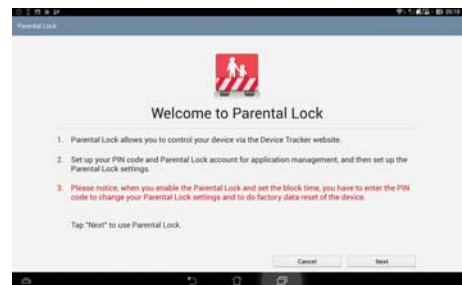 Parental Lock
Welcome to Parental Lock
1. Parental Lock allows you to control your device via the Device Tracker website.
2. Set up your PIN code and Parental Lock account for application management, and then set up the
Parental Lock settings.
3. Please notice, when you enable the Parental Lock and set the block time, you have to enter the PIN
code to change your Parental Lock settings and to do factory data reset of the device.
Tap "Next" to use Parental Lock.
Cancel Next